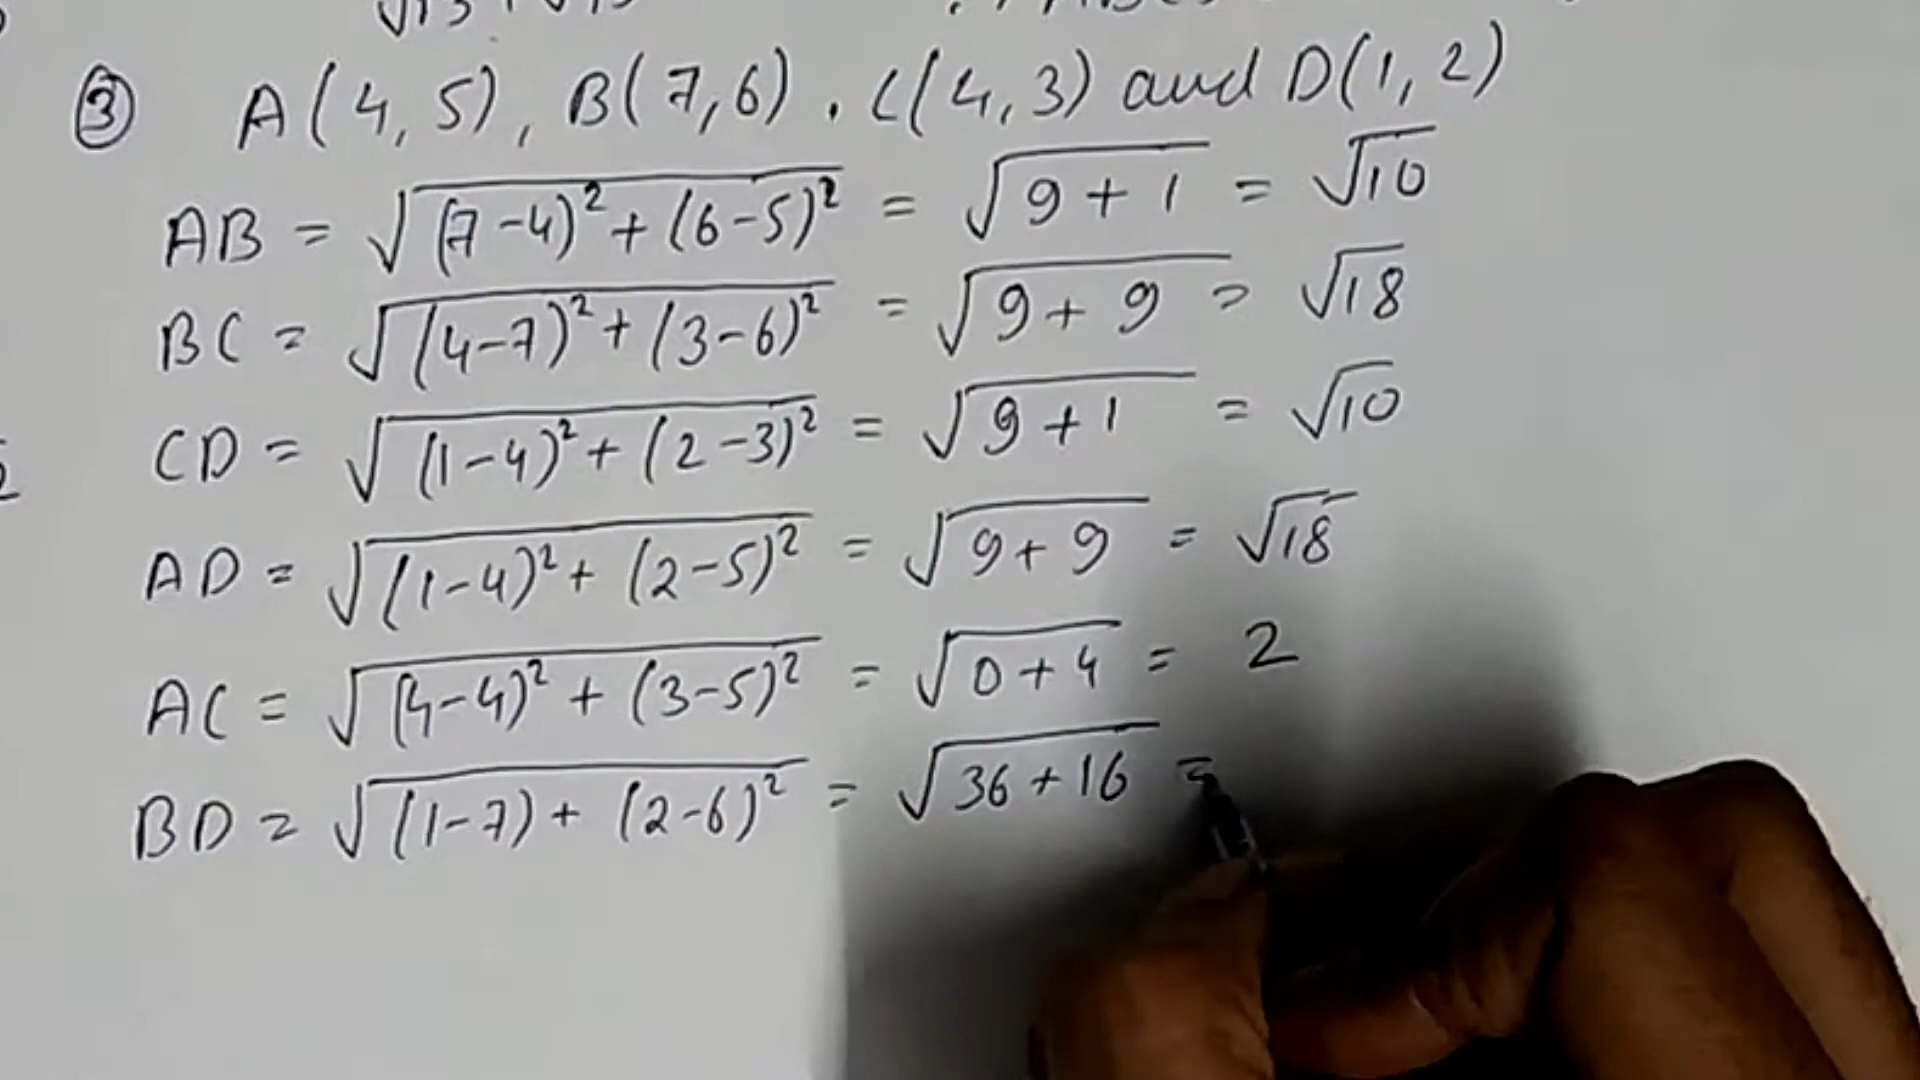 ③ A(4,5), B(7,6). C(4,3) and D(1,2)
AB = √(7-4)² + (6-5)² = √9+1 = √10
BC = √(4-7)² + (3-6)² = √9+9 = √18
CD = √(1-4)² + (2-3)² = √9+1 = √10
AD = √(1-4)² + (2-5)² = √9+9 = √18
AC = √(4-4)² + (3-5)² = √0+4 = 2
BD = √(1-7) + (2-6)² = √36+16 =